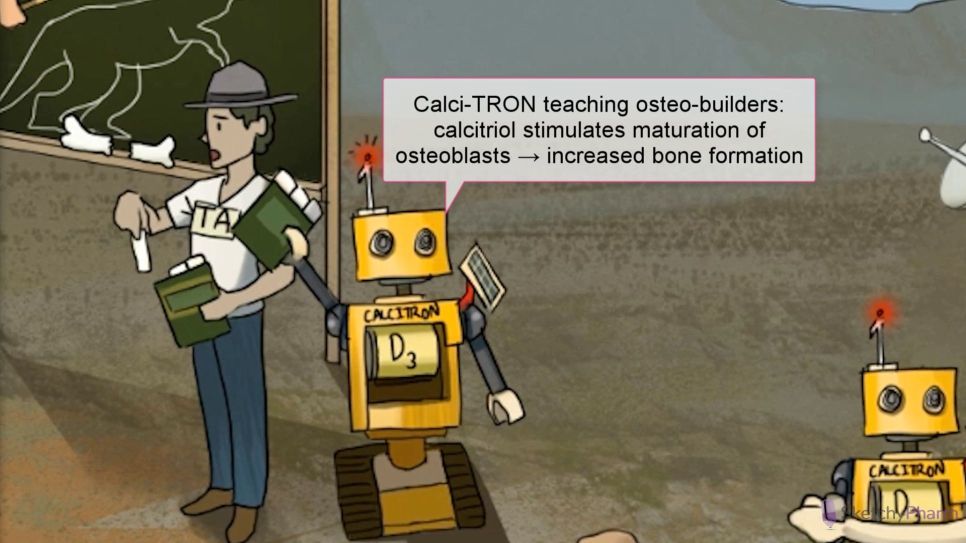 Calci-TRON teaching osteo-builders:
calcitriol stimulates maturation of
osteoblasts → increased bone formation
TA
CALCITRON
D3
CALCITRON
D
SketchyPharm